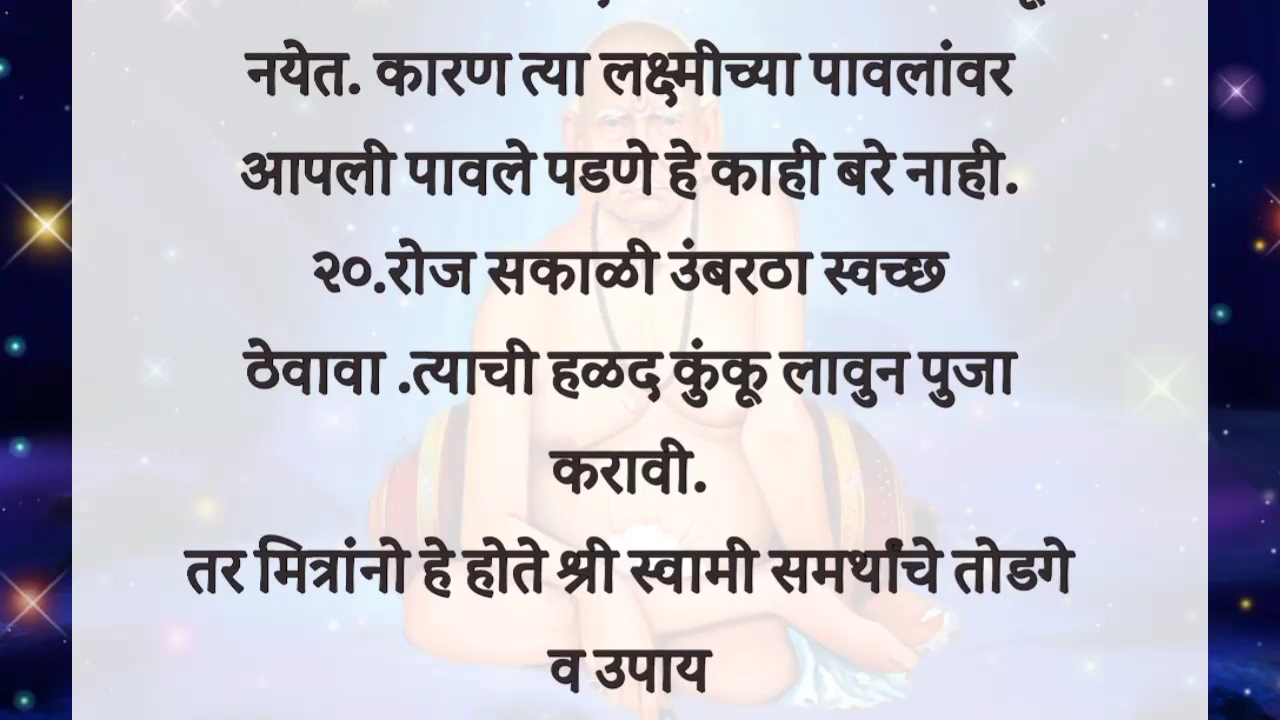 नयेत. कारण त्या लक्ष्मीच्या पावलांवर
आपली पावले पडणे हे काही बरे नाही.
२०.रोज सकाळी उंबरठा स्वच्छ
ठेवावा .त्याची हळद कुंकू लावुन पुजा
करावी.
तर मित्रांनो हे होते श्री स्वामी समर्थांचे तोडगे
व उपाय